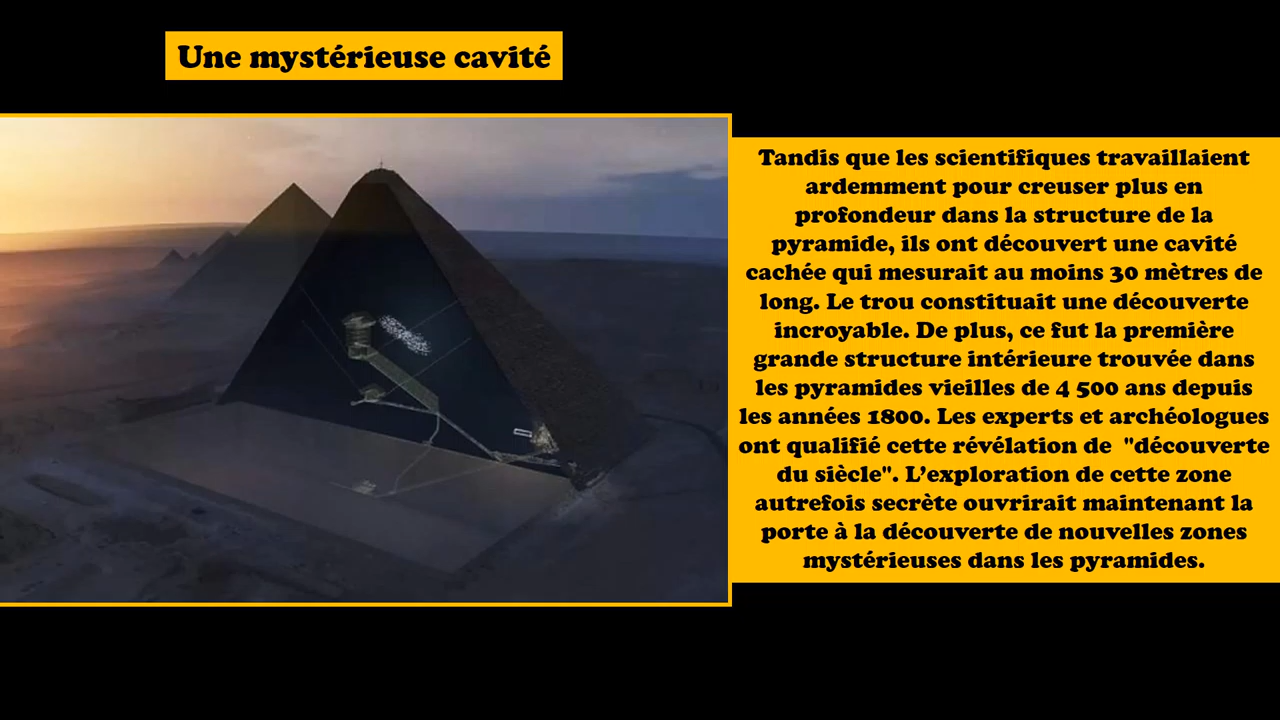 Une mystérieuse cavité
Tandis que les scientifiques travaillaient
ardemment pour creuser plus en
profondeur dans la structure de la
pyramide, ils ont découvert une cavité
cachée qui mesurait au moins 30 mètres de
long. Le trou constituait une découverte
incroyable. De plus, ce fut la première
grande structure intérieure trouvée dans
les pyramides vieilles de 4 500 ans depuis
les années 1800. Les experts et archéologues
ont qualifié cette révélation de  "découverte
du siècle". L’exploration de cette zone
autrefois secrète ouvrirait maintenant la
porte à la découverte de nouvelles zones
mystérieuses dans les pyramides.